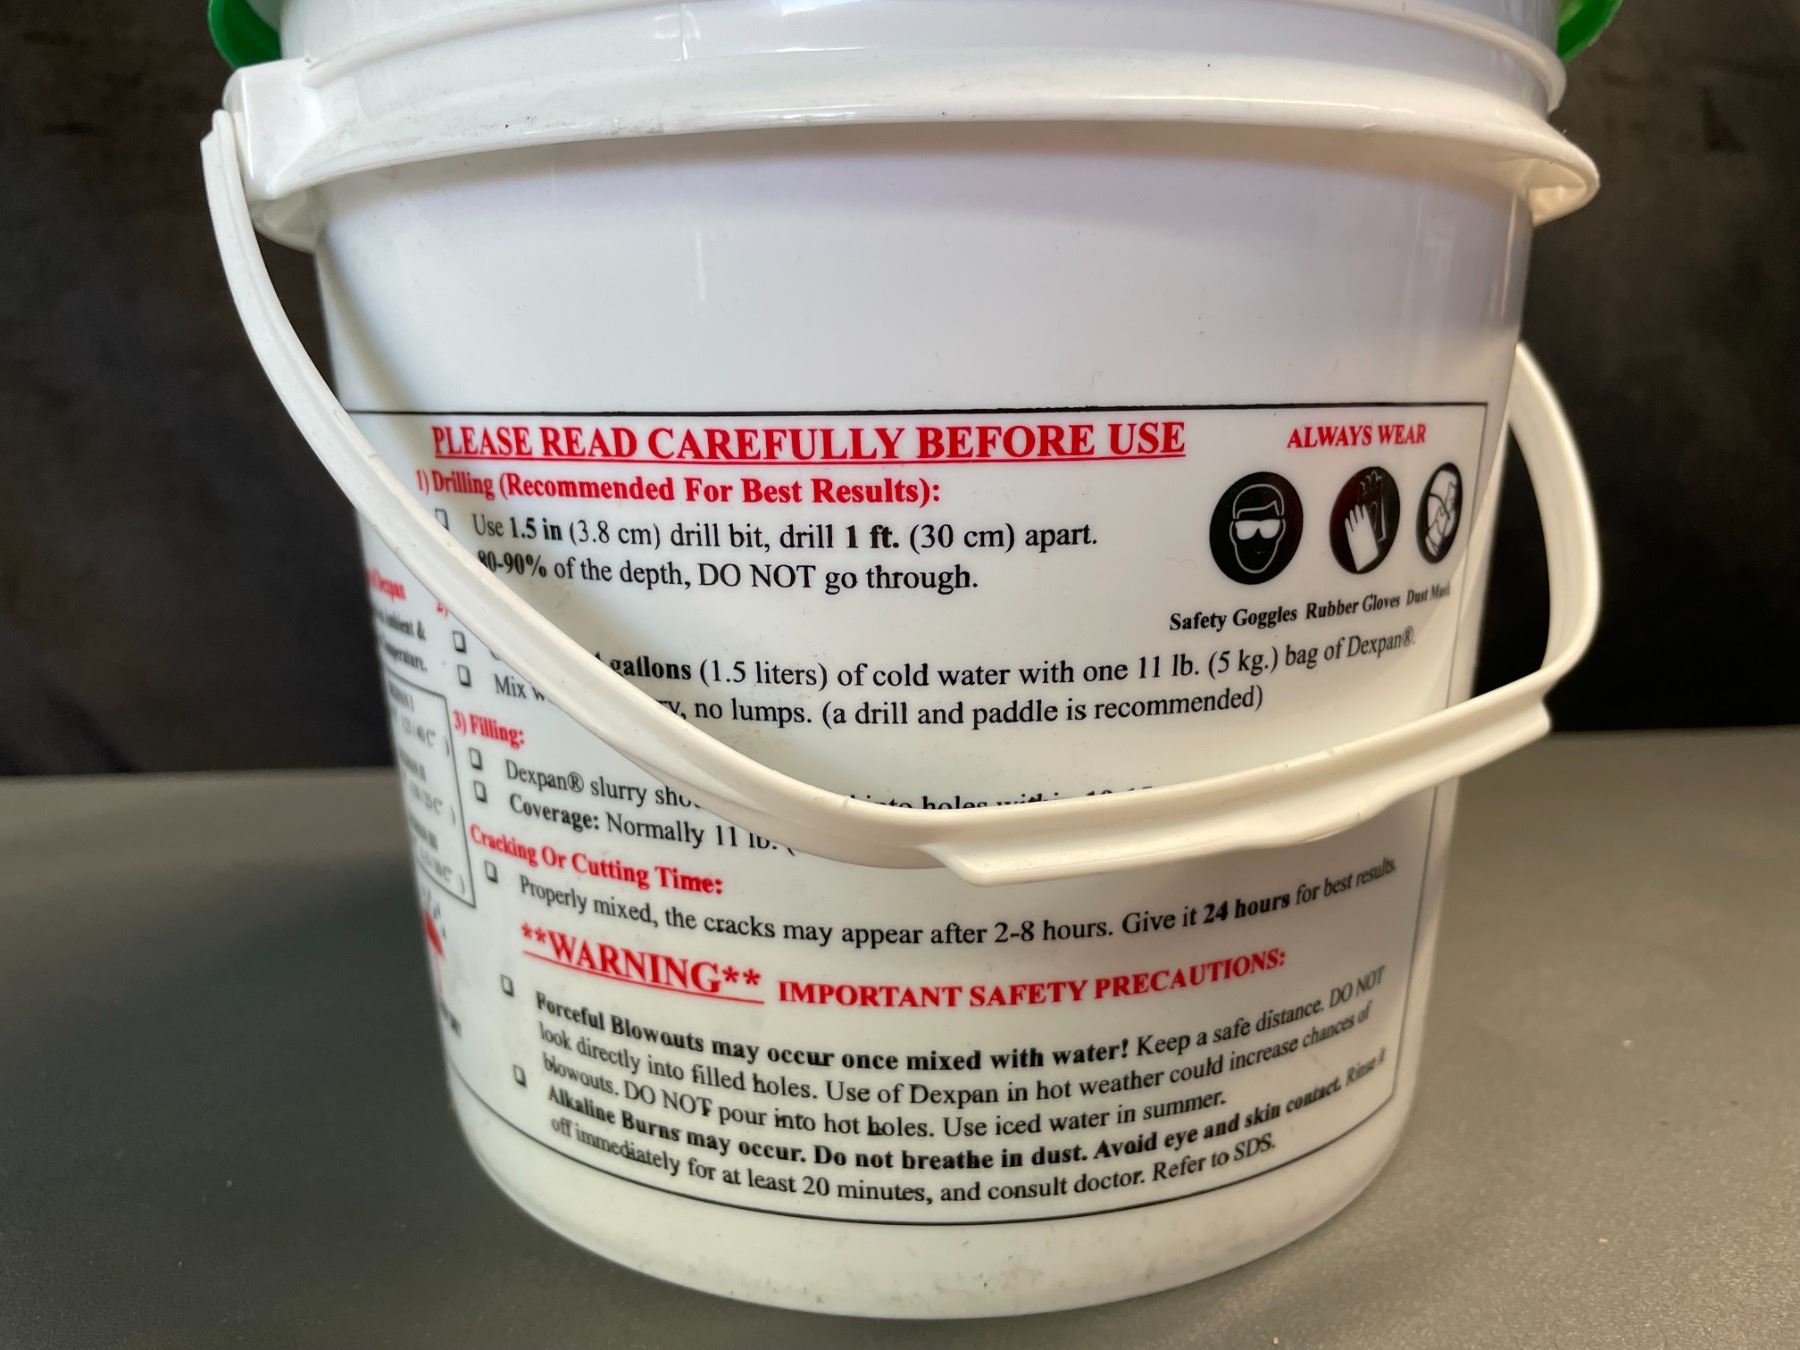 PLEASE READ CAREFULLY BEFORE USE
ALWAYS WEAR
1) Drilling (Recommended For Best Results):
Use 1.5 in (3.8 cm) drill bit, drill 1 ft. (30 cm) apart.
80-90% of the depth, DO NOT go through.
Safety Goggles Rubber Gloves Dust
gallons (1.5 liters) of cold water with one 11 lb. (5 kg.) bag of Dexpan®.
Mix no lumps. (a drill and paddle is recommended)
3) Filling:
Dexpan® slurry holes
Coverage: Normally 11 lb.
Cracking Or Cutting Time:
Properly mixed, the cracks may appear after 2-8 hours. Give it 24 hours for best results.
**WARNING** IMPORTANT SAFETY PRECAUTIONS:
Forceful Blowouts may occur once mixed with water! Keep a safe distance. DO NOT
look directly into filled holes. Use of Dexpan in hot weather could increase chances of
blowouts. DO NOT pour into hot holes. Use iced water in summer.
Alkaline Burns may occur. Do not breathe in dust. Avoid eye and skin contact. Rinse it
off immediately for at least 20 minutes, and consult doctor. Refer to SDS.